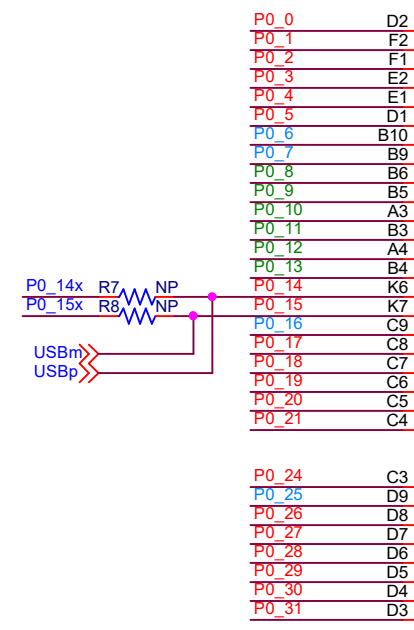 P0_0 D2
P0_1 F2
P0_2 F1
P0_3 E2
P0_4 E1
P0_5 D1
P0_6 B10
P0_7 B9
P0_8 B6
P0_9 B5
P0_10 A3
P0_11 B3
P0_12 A4
P0_13 B4
P0_14x R7 NP P0_14 K6
P0_15x R8 NP P0_15 K7
P0_16 C9
USBm P0_17 C8
USBp P0_18 C7
P0_19 C6
P0_20 C5
P0_21 C4
P0_24 C3
P0_25 D9
P0_26 D8
P0_27 D7
P0_28 D6
P0_29 D5
P0_30 D4
P0_31 D3